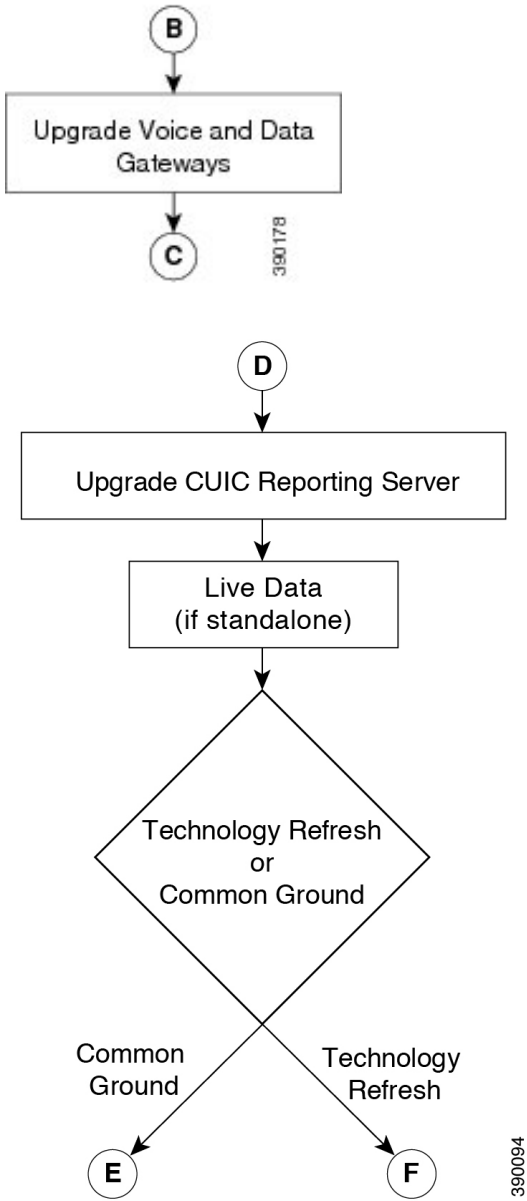 B
Upgrade Voice and Data
Gateways
C
390178
D
Upgrade CUIC Reporting Server
Live Data
(if standalone)
Technology Refresh
or
Common Ground
Common
Ground
Technology
Refresh
E
F
390094